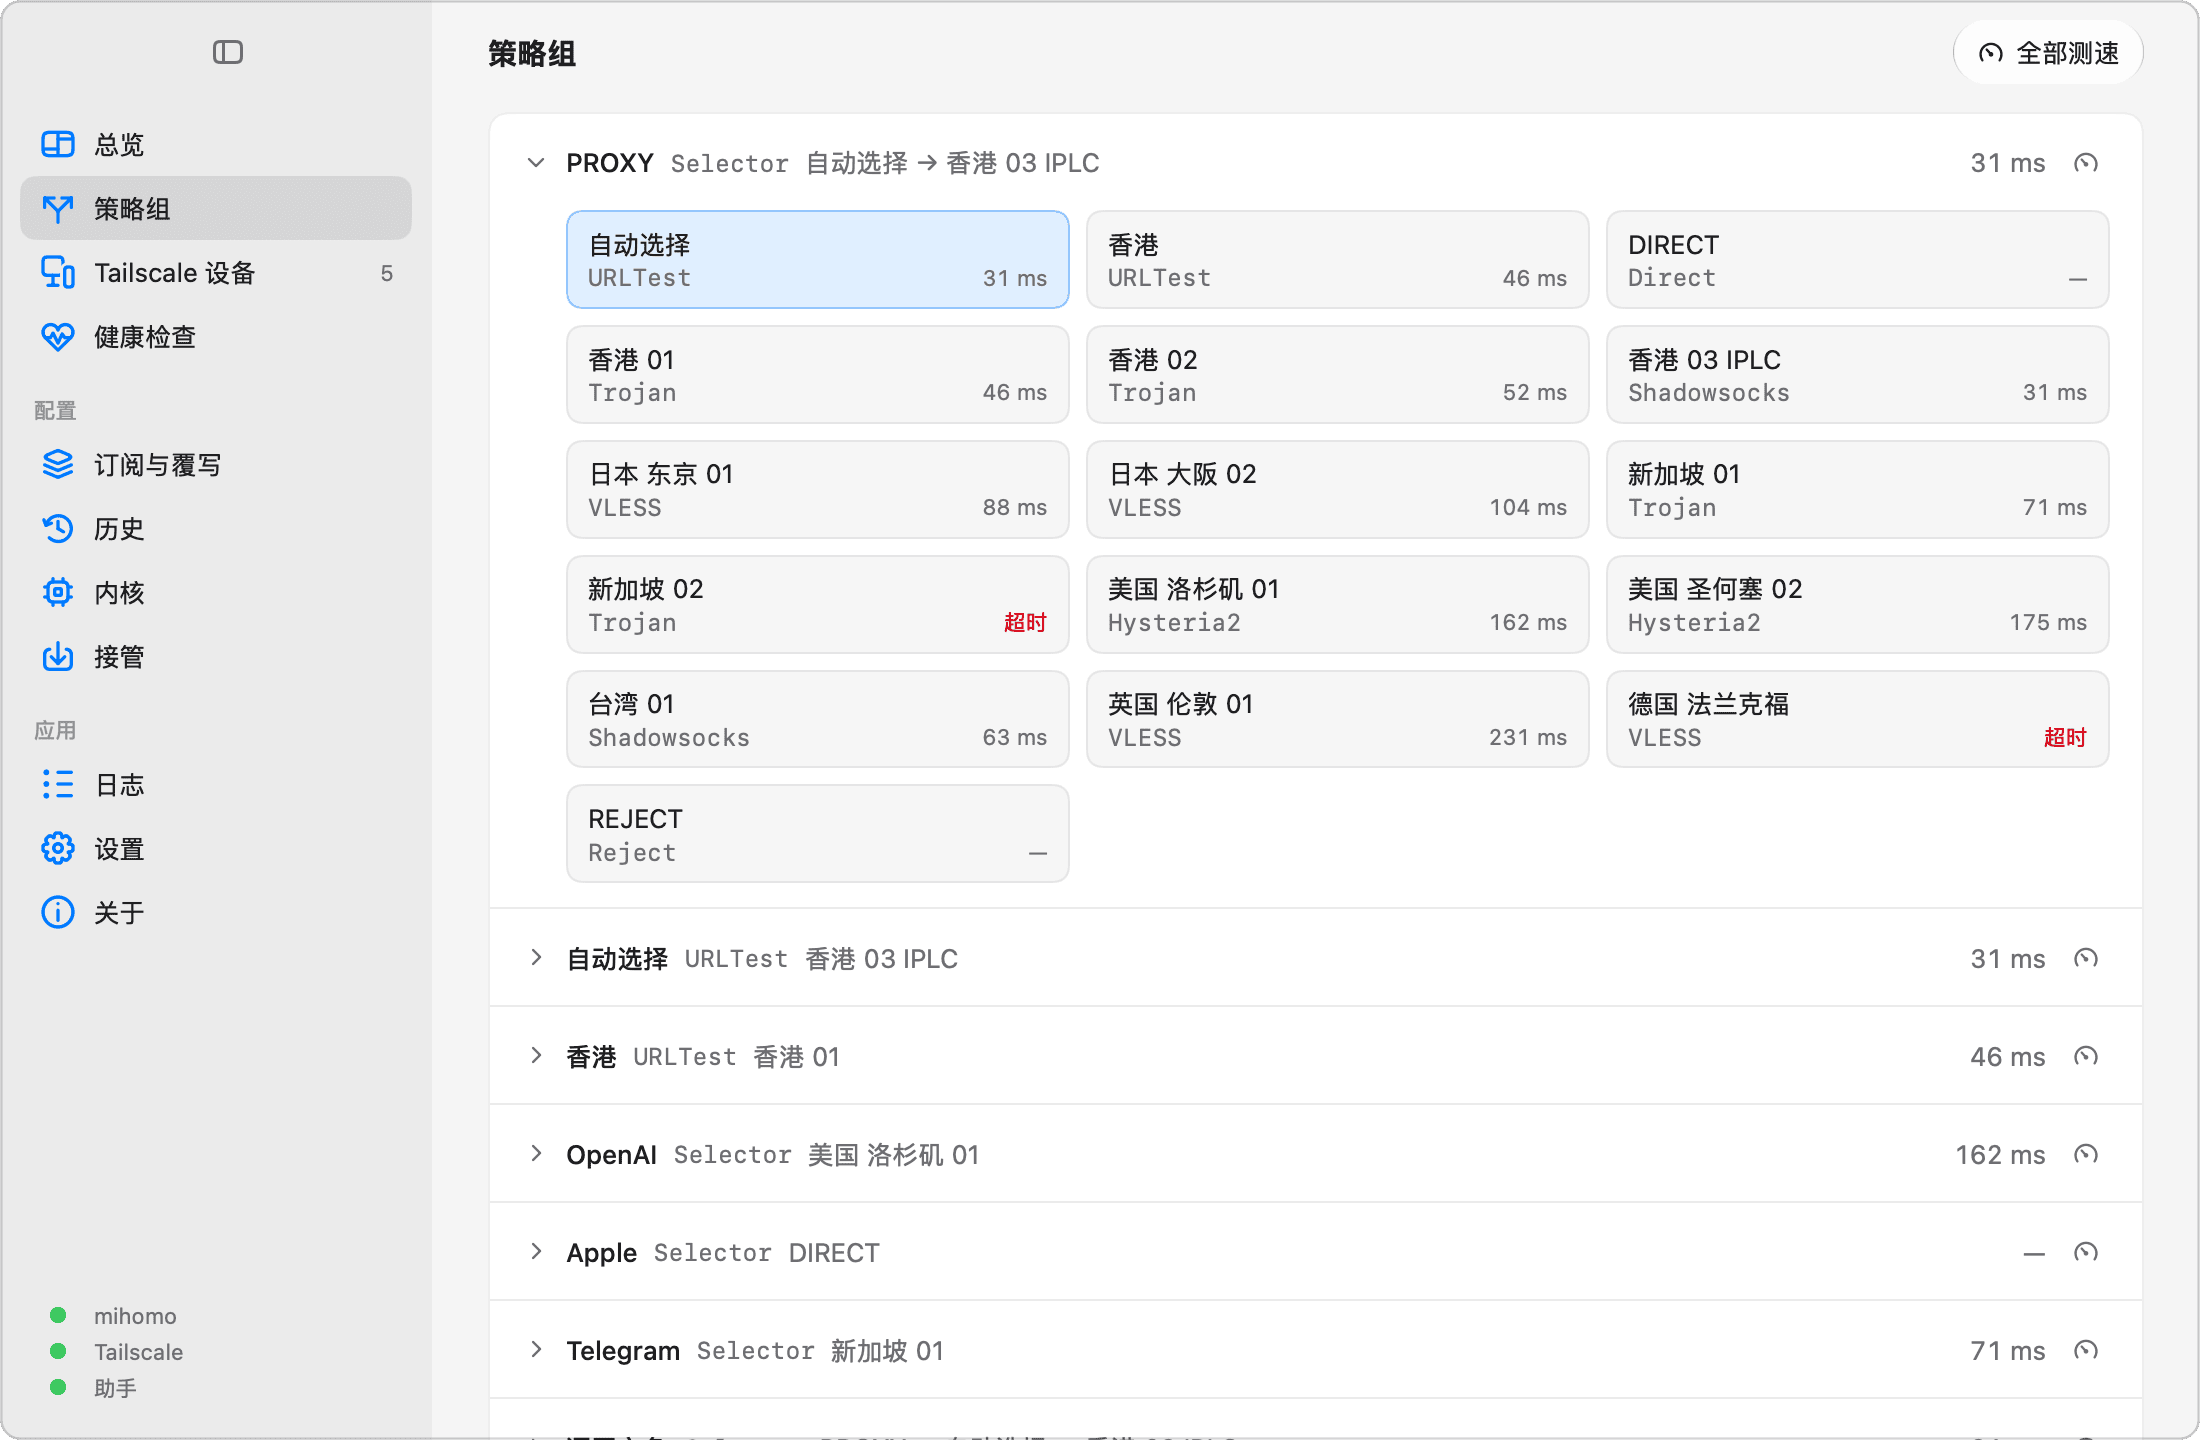 总览
策略组
Tailscale 设备 5
健康检查
配置
订阅与覆写
历史
内核
接管
应用
日志
设置
关于
mihomo
Tailscale
助手
策略组
全部测速
PROXY Selector 自动选择 → 香港 03 IPLC 31 ms
自动选择
URLTest 31 ms
香港
URLTest 46 ms
DIRECT
Direct —
香港 01
Trojan 46 ms
香港 02
Trojan 52 ms
香港 03 IPLC
Shadowsocks 31 ms
日本 东京 01
VLESS 88 ms
日本 大阪 02
VLESS 104 ms
新加坡 01
Trojan 71 ms
新加坡 02
Trojan 超时
美国 洛杉矶 01
Hysteria2 162 ms
美国 圣何塞 02
Hysteria2 175 ms
台湾 01
Shadowsocks 63 ms
英国 伦敦 01
VLESS 231 ms
德国 法兰克福
VLESS 超时
REJECT
Reject —
自动选择 URLTest 香港 03 IPLC 31 ms
香港 URLTest 香港 01 46 ms
OpenAI Selector 美国 洛杉矶 01 162 ms
Apple Selector DIRECT —
Telegram Selector 新加坡 01 71 ms